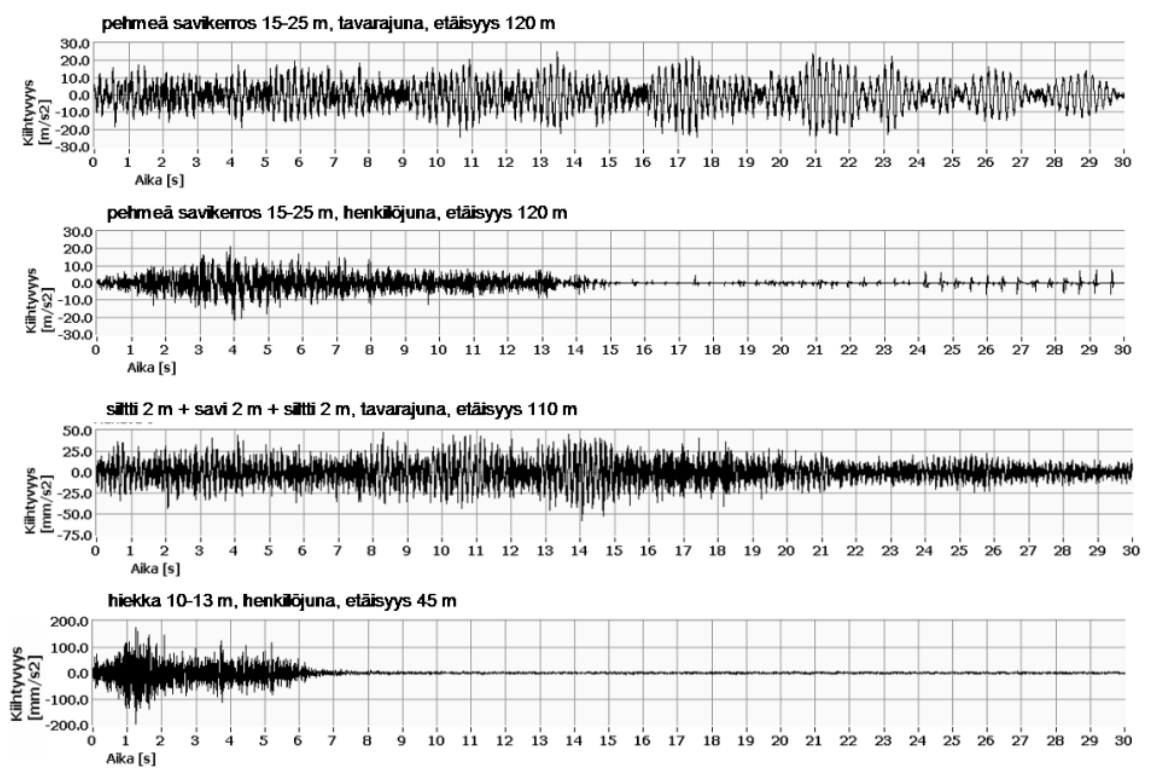 pehmeä savikerros 15-25 m, tavarajuna, etäisyys 120 m
30.0
20.0
10.0
0.0
-10.0
-20.0
-30.0
Kiihtyvyys
[m/s2]
0 1 2 3 4 5 6 7 8 9 10 11 12 13 14 15 16 17 18 19 20 21 22 23 24 25 26 27 28 29 30
Aika [s]
pehmeä savikerros 15-25 m, henkilöjuna, etäisyys 120 m
30.0
20.0
10.0
0.0
-10.0
-20.0
-30.0
Kiihtyvyys
[m/s2]
0 1 2 3 4 5 6 7 8 9 10 11 12 13 14 15 16 17 18 19 20 21 22 23 24 25 26 27 28 29 30
Aika [s]
siltti 2 m + savi 2 m + siltti 2 m, tavarajuna, etäisyys 110 m
50.0
25.0
0.0
-25.0
-50.0
-75.0
Kiihtyvyys
[mm/s2]
0 1 2 3 4 5 6 7 8 9 10 11 12 13 14 15 16 17 18 19 20 21 22 23 24 25 26 27 28 29 30
Aika [s]
hiekka 10-13 m, henkilöjuna, etäisyys 45 m
200.0
100.0
0.0
-100.0
-200.0
Kiihtyvyys
[mm/s2]
0 1 2 3 4 5 6 7 8 9 10 11 12 13 14 15 16 17 18 19 20 21 22 23 24 25 26 27 28 29 30
Aika [s]